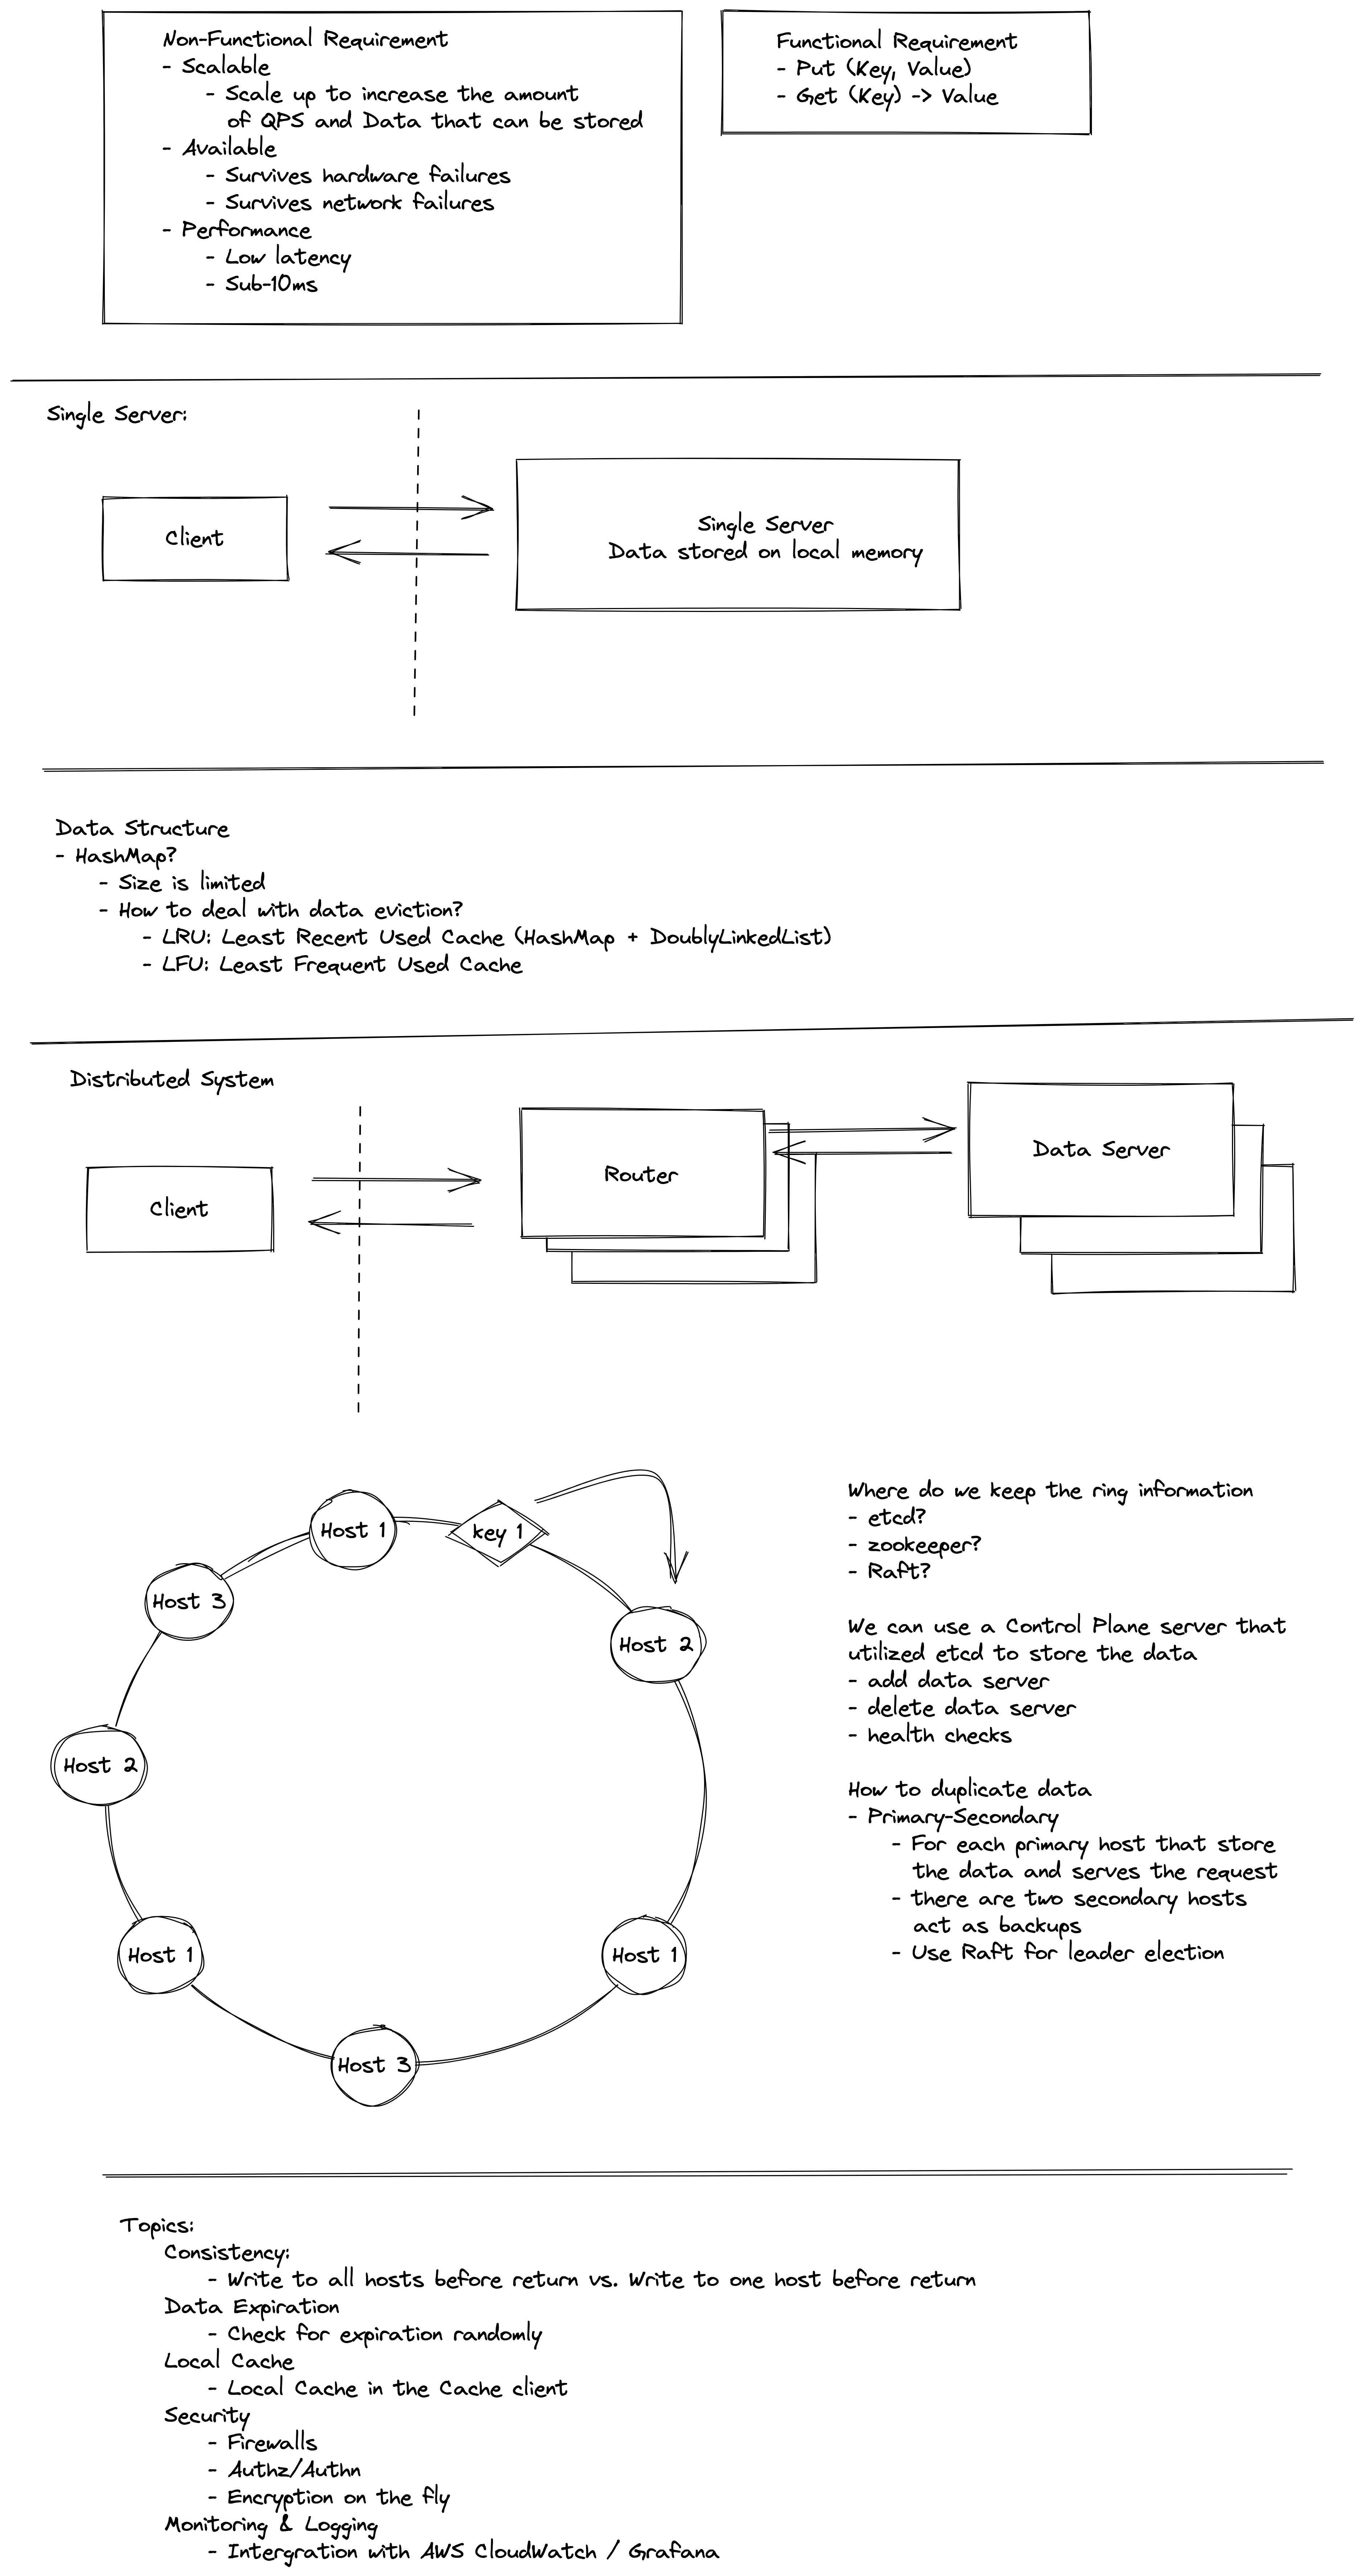 Non-Functional Requirement
- Scalable
- Scale up to increase the amount
of QPS and Data that can be stored
- Available
- Survives hardware failures
- Survives network failures
- Performance
- Low latency
- Sub-10ms
Functional Requirement
- Put (Key, Value)
- Get (Key) -> Value
Single Server:
Client
Single Server
Data stored on local memory
Data Structure
- HashMap?
- Size is limited
- How to deal with data eviction?
- LRU: Least Recent Used Cache (HashMap + DoublyLinkedList)
- LFU: Least Frequent Used Cache
Distributed System
Client
Router
Data Server
Host 1
key 1
Host 3
Host 2
Host 2
Host 1
Host 1
Host 3
Where do we keep the ring information
- etcd?
- zookeeper?
- Raft?
We can use a Control Plane server that
utilized etcd to store the data
- add data server
- delete data server
- health checks
How to duplicate data
- Primary-Secondary
- For each primary host that store
the data and serves the request
- there are two secondary hosts
act as backups
- Use Raft for leader election
Topics:
Consistency:
- Write to all hosts before return vs. Write to one host before return
Data Expiration
- Check for expiration randomly
Local Cache
- Local Cache in the Cache client
Security
- Firewalls
- Authz/Authn
- Encryption on the fly
Monitoring & Logging
- Intergration with AWS CloudWatch / Grafana